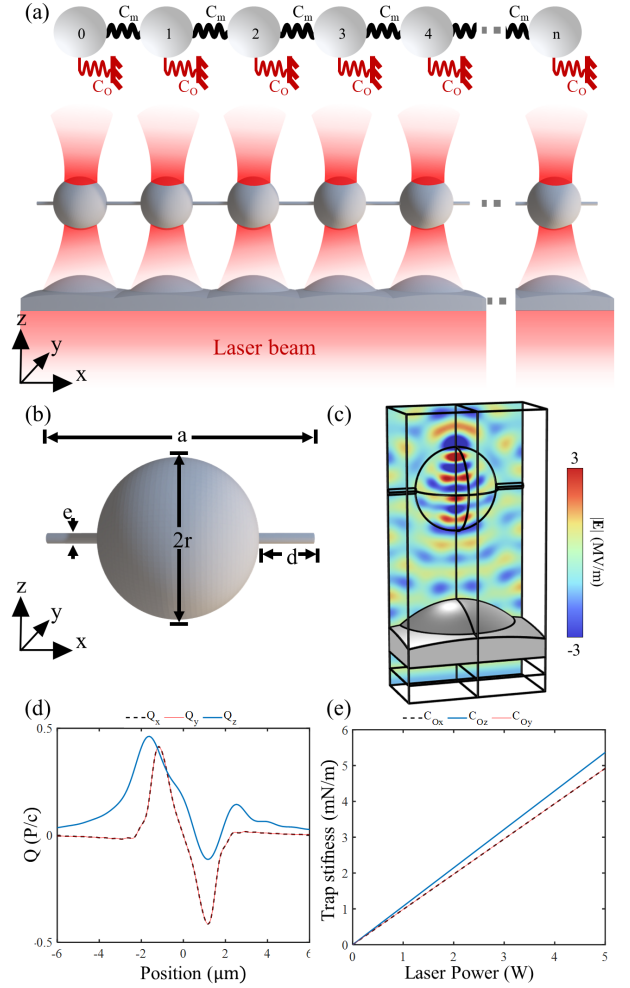 (a)
C_m C_m C_m C_m C_m
0 1 2 3 4 n
C_O C_O C_O C_O C_O C_O
Laser beam
z
y
x
(b)
a
e
2r
d
z
y
x
(c)
3
|E| (MV/m)
-3
(d)
Q_x Q_y Q_z
0.5
0
-0.5
Q (P/c)
-6 -4 -2 0 2 4 6
Position (μm)
(e)
C_Ox C_Oz C_Oy
6
5
4
3
2
1
0
Trap stifness (mN/m)
0 1 2 3 4 5
Laser Power (W)